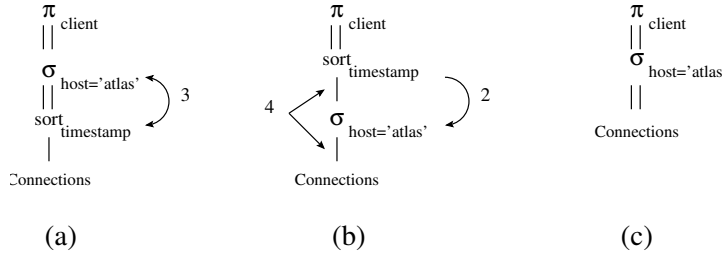 π client
σ host='atlas'
sort timestamp
3
Connections
(a)
π client
sort timestamp
σ host='atlas'
4
2
Connections
(b)
π client
σ host='atlas
Connections
(c)